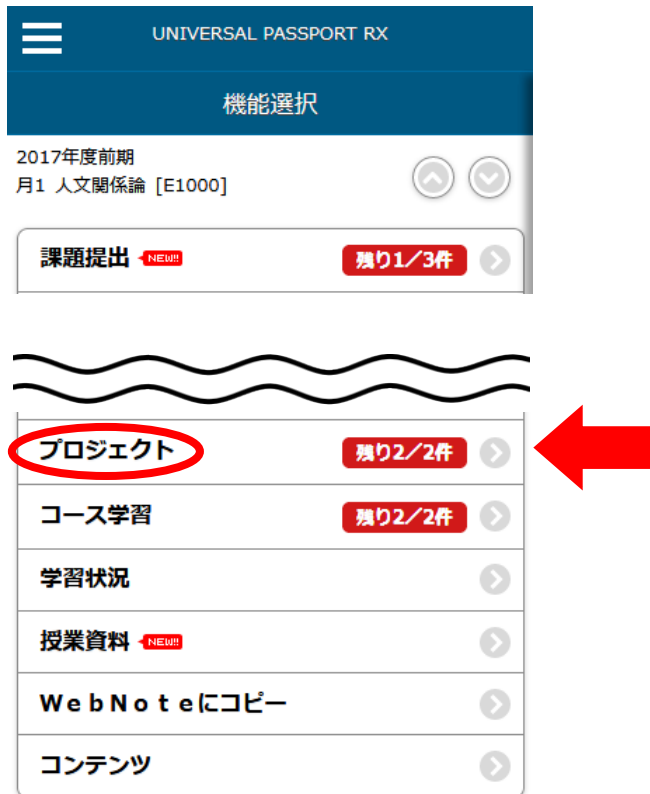 UNIVERSAL PASSPORT RX
機能選択
2017年度前期
月1 人文関係論 [E1000]
課題提出 NEW!! 残り1／3件
プロジェクト 残り2／2件
コース学習 残り2／2件
学習状況
授業資料 NEW!!
ＷｅｂＮｏｔｅにコピー
コンテンツ